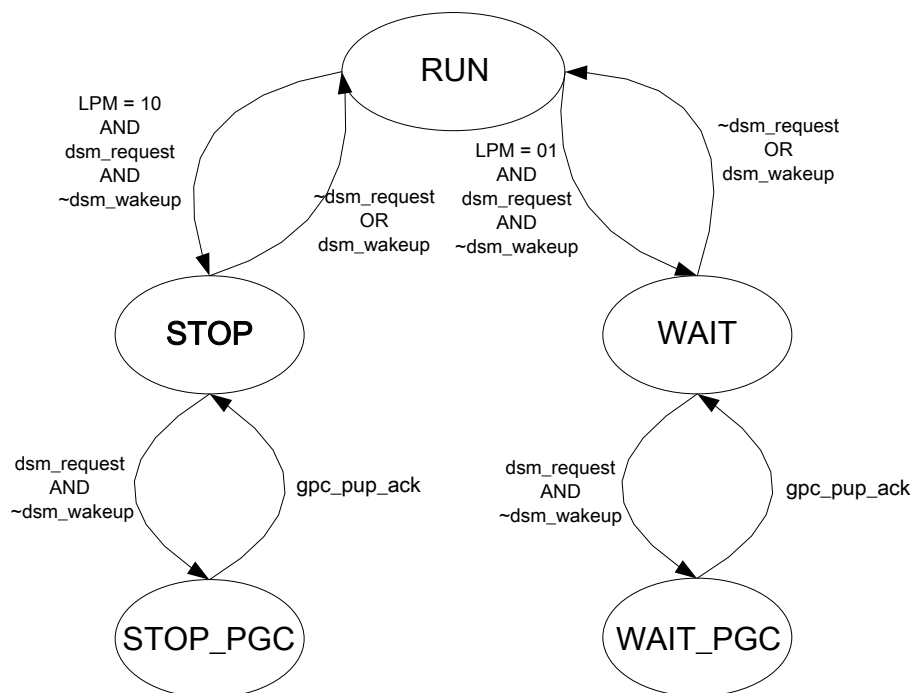 RUN
LPM = 10
AND
dsm_request
AND
~dsm_wakeup
~dsm_request
OR
dsm_wakeup
LPM = 01
AND
dsm_request
AND
~dsm_wakeup
~dsm_request
OR
dsm_wakeup
STOP
WAIT
dsm_request
AND
~dsm_wakeup
gpc_pup_ack
dsm_request
AND
~dsm_wakeup
gpc_pup_ack
STOP_PGC
WAIT_PGC